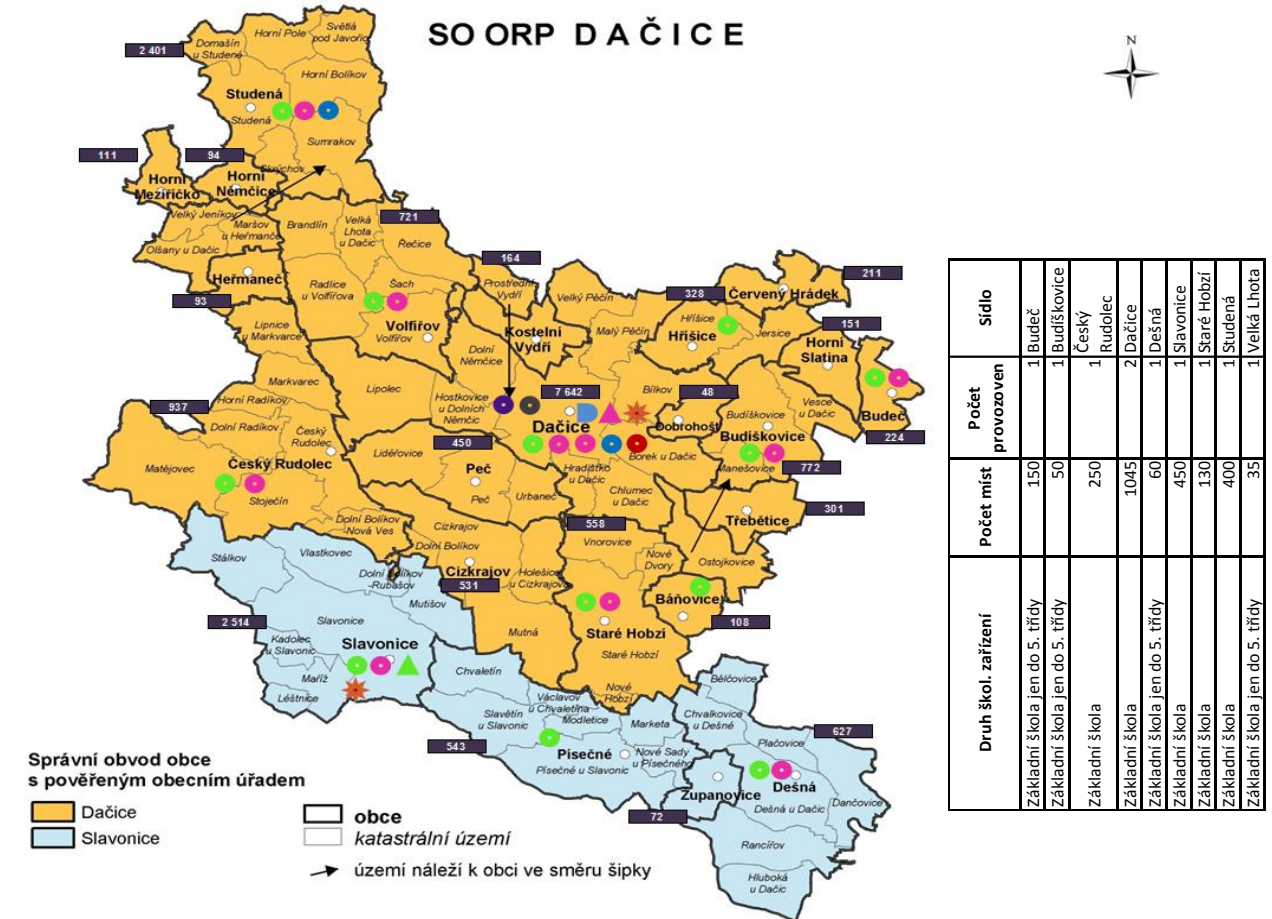 SO ORP DAČICE
N
2 401
Domašín
u Studené
Horní Pole
Světlá
pod Javořic
Horní Bolíkov
Studená
Studená
Sumrakov
Skrýchov
111
94
Horní
Meziříčko
Horní
Němčice
Velký Jeníkov
Maršov
u Heřmanče
Olšany u Dačic
Heřmaneč
93
Brandlín
Velká
Lhota
u Dačic
721
Řečice
Radlice
u Volfířova
Šach
Volfířov
Volfířov
Lipnice
u Markvarce
164
Prostřední
Vydří
Kostelní
Vydří
Dolní
Němčice
Velký Pěčín
Malý Pěčín
328
Hříšice
Hříšice
Červený Hrádek
211
Jersice
151
Horní
Slatina
Markvarec
Horní Radíkov
Dolní Radíkov
937
Český
Rudolec
Český Rudolec
Matějovec
Stoječín
Lipolec
Hostkovice
u Dolních
Němčic
7 642
Dačice
Bílkov
48
Dobrohošť
Budíškovice
Budíškovice
Manešovice
Vesce
u Dačic
Budeč
224
772
450
Lidéřovice
Peč
Peč
Urbaneč
Hradišťko
u Dačic
Borek u Dačic
Chlumec
u Dačic
Třebětice
301
558
Vnorovice
Nové
Dvory
Ostojkovice
Dolní Bolíkov
-Nová Ves
Cizkrajov
Dolní Bolíkov
Cizkrajov
Holešice
u Cizkrajova
531
Stálkov
Vlastkovec
Dolní Bolíkov
-Rubašov
Mutišov
Báňovice
108
Staré Hobzí
Staré Hobzí
Mutná
2 514
Slavonice
Slavonice
Kadolec
u Slavonic
Maříž
Léštnice
Nové
Hobzí
Chvaletín
Václavov
u Chvaletína
Slavětín
u Slavonic
Modletice
Marketa
Bělčovice
Chvalkovice
u Dešné
627
Plačovice
543
Písečné
Písečné u Slavonic
Nové Sady
u Písečného
Županovice
72
Dešná
Dešná u Dačic
Dančovice
Rancířov
Hluboká
u Dačic
Správní obvod obce
s pověřeným obecním úřadem
Dačice
Slavonice
obce
katastrální území
území náleží k obci ve směru šipky
Druh škol. zařízení Počet míst Počet provozoven Sídlo
Základní škola jen do 5. třídy 150 1 Budeč
Základní škola jen do 5. třídy 50 1 Budíškovice
Základní škola 250 1 Český Rudolec
Základní škola 1045 2 Dačice
Základní škola jen do 5. třídy 60 1 Dešná
Základní škola 450 1 Slavonice
Základní škola 130 1 Staré Hobzí
Základní škola 400 1 Studená
Základní škola jen do 5. třídy 35 1 Velká Lhota